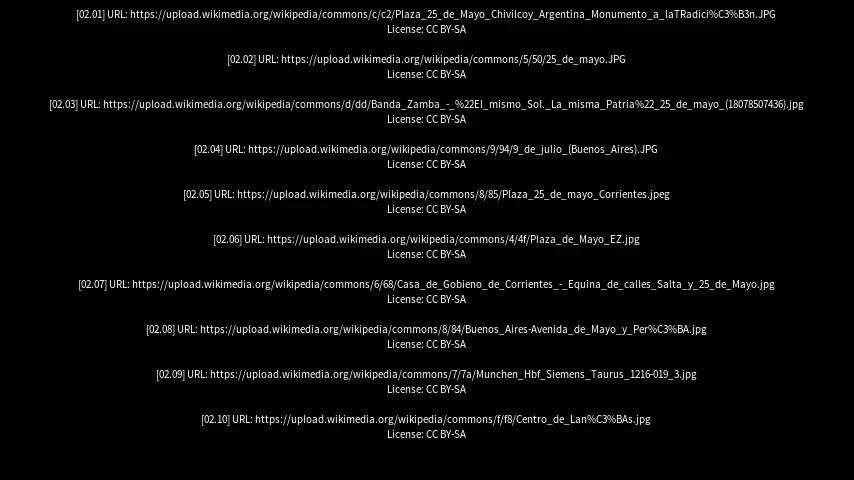 [02.01] URL: https://upload.wikimedia.org/wikipedia/commons/c/c2/Plaza_25_de_Mayo_Chivilcoy_Argentina_Monumento_a_laTRadici%C3%B3n.JPG
License: CC BY-SA
[02.02] URL: https://upload.wikimedia.org/wikipedia/commons/5/50/25_de_mayo.JPG
License: CC BY-SA
[02.03] URL: https://upload.wikimedia.org/wikipedia/commons/d/dd/Banda_Zamba_-_%22El_mismo_Sol._La_misma_Patria%22_25_de_mayo_(18078507436).jpg
License: CC BY-SA
[02.04] URL: https://upload.wikimedia.org/wikipedia/commons/9/94/9_de_julio_(Buenos_Aires).JPG
License: CC BY-SA
[02.05] URL: https://upload.wikimedia.org/wikipedia/commons/8/85/Plaza_25_de_mayo_Corrientes.jpeg
License: CC BY-SA
[02.06] URL: https://upload.wikimedia.org/wikipedia/commons/4/4f/Plaza_de_Mayo_EZ.jpg
License: CC BY-SA
[02.07] URL: https://upload.wikimedia.org/wikipedia/commons/6/68/Casa_de_Gobieno_de_Corrientes_-_Equina_de_calles_Salta_y_25_de_Mayo.jpg
License: CC BY-SA
[02.08] URL: https://upload.wikimedia.org/wikipedia/commons/8/84/Buenos_Aires-Avenida_de_Mayo_y_Per%C3%BA.jpg
License: CC BY-SA
[02.09] URL: https://upload.wikimedia.org/wikipedia/commons/7/7a/Munchen_Hbf_Siemens_Taurus_1216-019_3.jpg
License: CC BY-SA
[02.10] URL: https://upload.wikimedia.org/wikipedia/commons/f/f8/Centro_de_Lan%C3%BAs.jpg
License: CC BY-SA